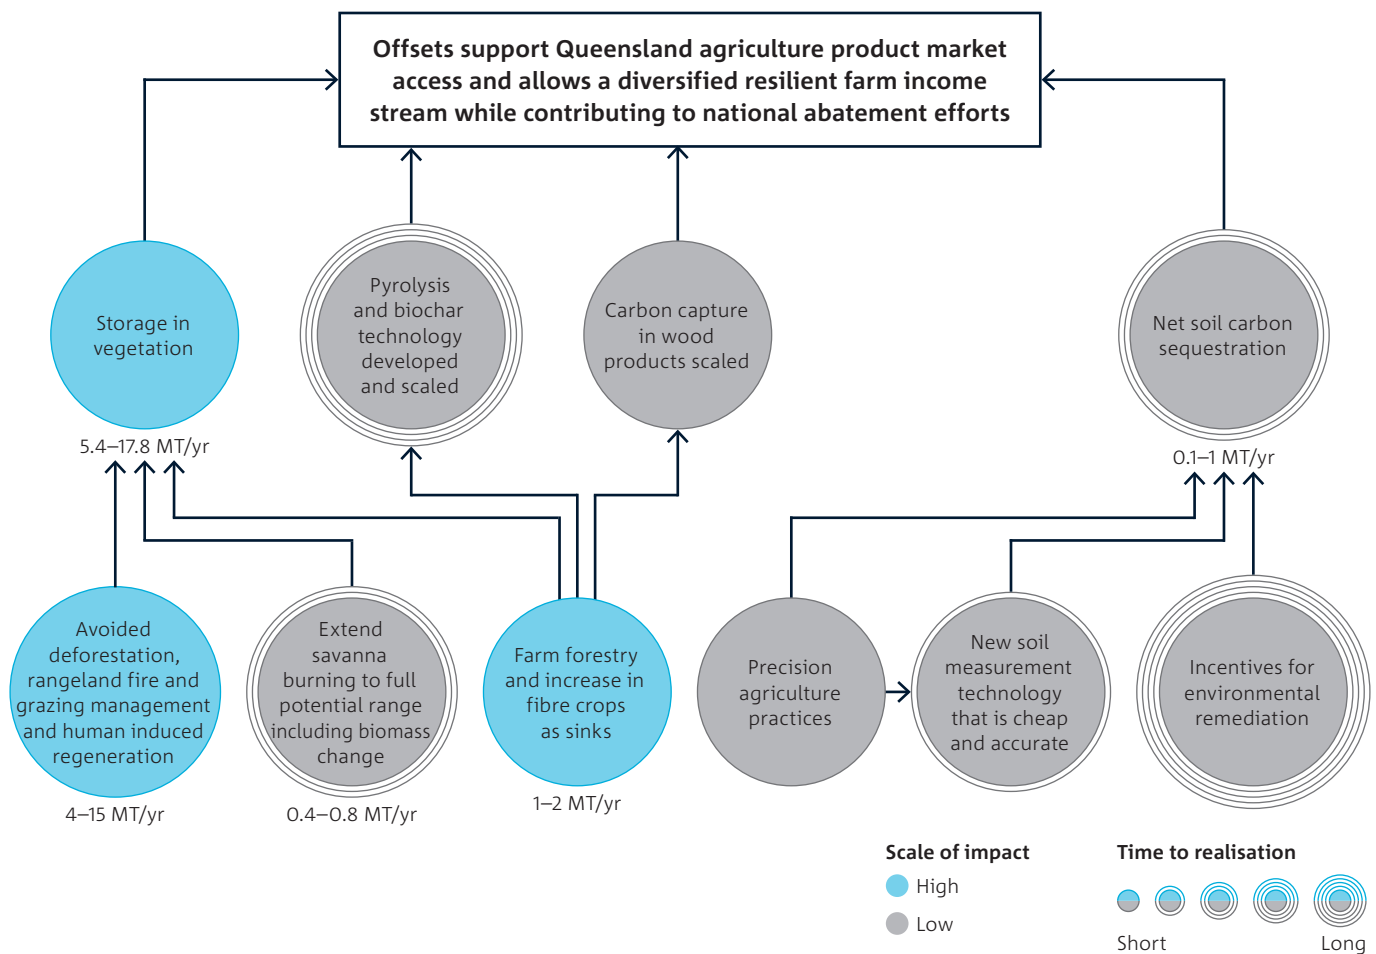 Offsets support Queensland agriculture product market
access and allows a diversified resilient farm income
stream while contributing to national abatement efforts
Storage in
vegetation
5.4–17.8 MT/yr
Pyrolysis
and biochar
technology
developed
and scaled
Carbon capture
in wood
products scaled
Net soil carbon
sequestration
0.1–1 MT/yr
Avoided
deforestation,
rangeland fire and
grazing management
and human induced
regeneration
4–15 MT/yr
Extend
savanna
burning to full
potential range
including biomass
change
0.4–0.8 MT/yr
Farm forestry
and increase in
fibre crops
as sinks
1–2 MT/yr
Precision
agriculture
practices
New soil
measurement
technology
that is cheap
and accurate
Incentives for
environmental
remediation
Scale of impact
High
Low
Time to realisation
Short
Long